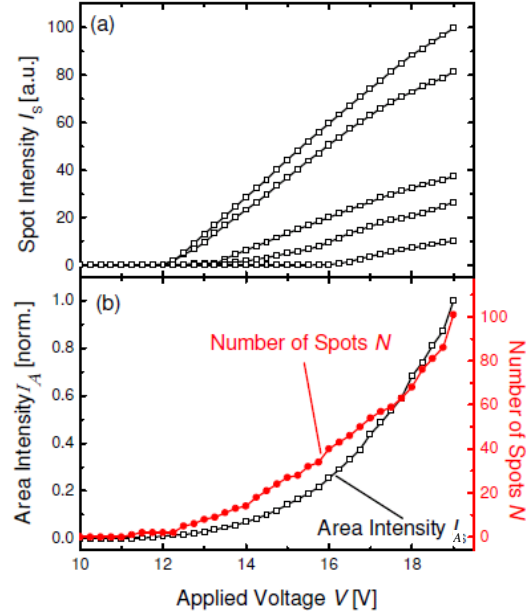 (a)
100
80
60
40
20
0
Spot Intensity I_s [a.u.]
(b)
1.0
0.8
0.6
0.4
0.2
0.0
Area Intensity I_A [norm.]
Number of Spots N
Area Intensity I_A
100
80
60
40
20
0
Number of Spots N
10 12 14 16 18
Applied Voltage V [V]